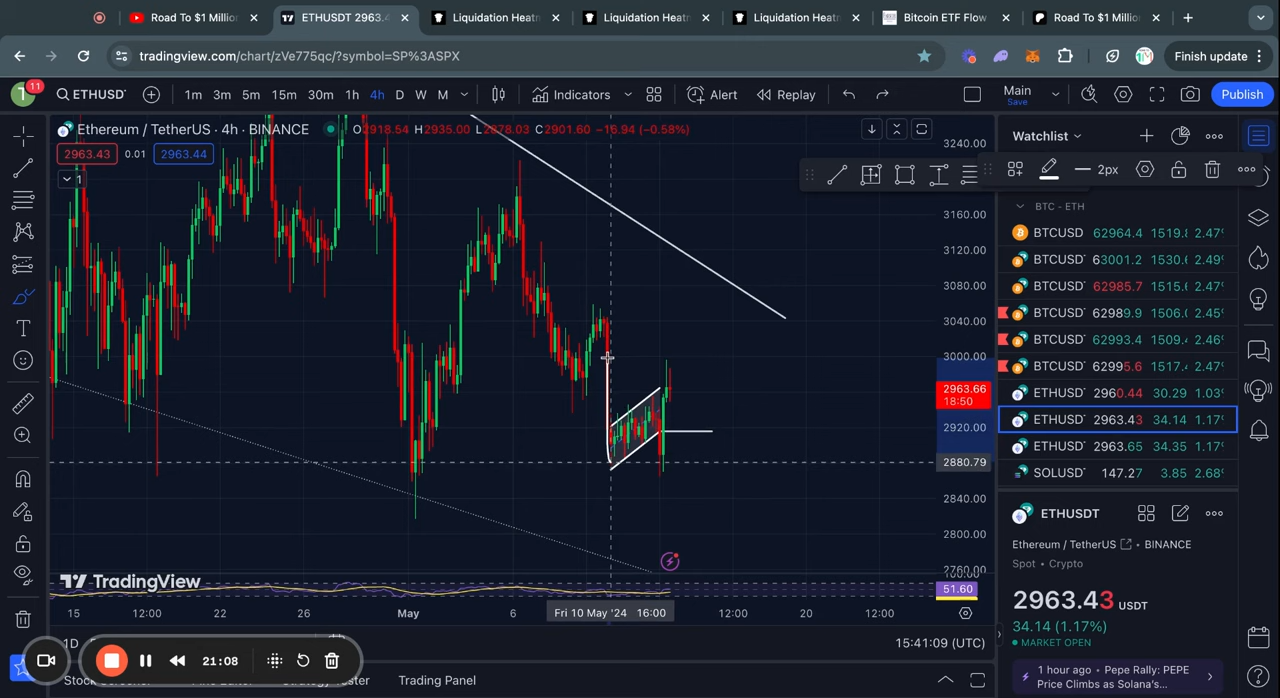 Road To $1 Million
ETHUSDT 2963.4
Liquidation Heatm
Liquidation Heatm
Liquidation Heatm
Bitcoin ETF Flow
Road To $1 Million
tradingview.com/chart/zVe775qc/?symbol=SP%3ASPX
Finish update
11
ETHUSDT
1m 3m 5m 15m 30m 1h 4h D W M
Indicators
Alert
Replay
Main
Save
Publish
Ethereum / TetherUS · 4h · BINANCE
O2918.54 H2935.00 L2878.03 C2901.60 −16.94 (−0.58%)
2963.43 0.01 2963.44
1
2px
3240.00
3160.00
3120.00
3080.00
3040.00
3000.00
2963.66
18:50
2920.00
2880.79
2840.00
2800.00
2760.00
51.60
TradingView
15 12:00 22 26 May 6 Fri 10 May '24 16:00 12:00 20 12:00
1D
15:41:09 (UTC)
21:08
Trading Panel
Watchlist
BTC - ETH
BTCUSD 62964.4 1519.8 2.47%
BTCUSD 63001.2 1530.6 2.49%
BTCUSD 62985.7 1515.6 2.47%
BTCUSD 62989.9 1506.0 2.45%
BTCUSD 62993.4 1509.4 2.46%
BTCUSD 62995.6 1517.4 2.47%
ETHUSD 2960.44 30.29 1.03%
ETHUSD 2963.43 34.14 1.17%
ETHUSD 2963.65 34.35 1.17%
SOLUSD 147.27 3.85 2.68%
ETHUSDT
Ethereum / TetherUS · BINANCE
Spot · Crypto
2963.43 USDT
34.14 (1.17%)
MARKET OPEN
1 hour ago · Pepe Rally: PEPE
Price Climbs as Solana's…